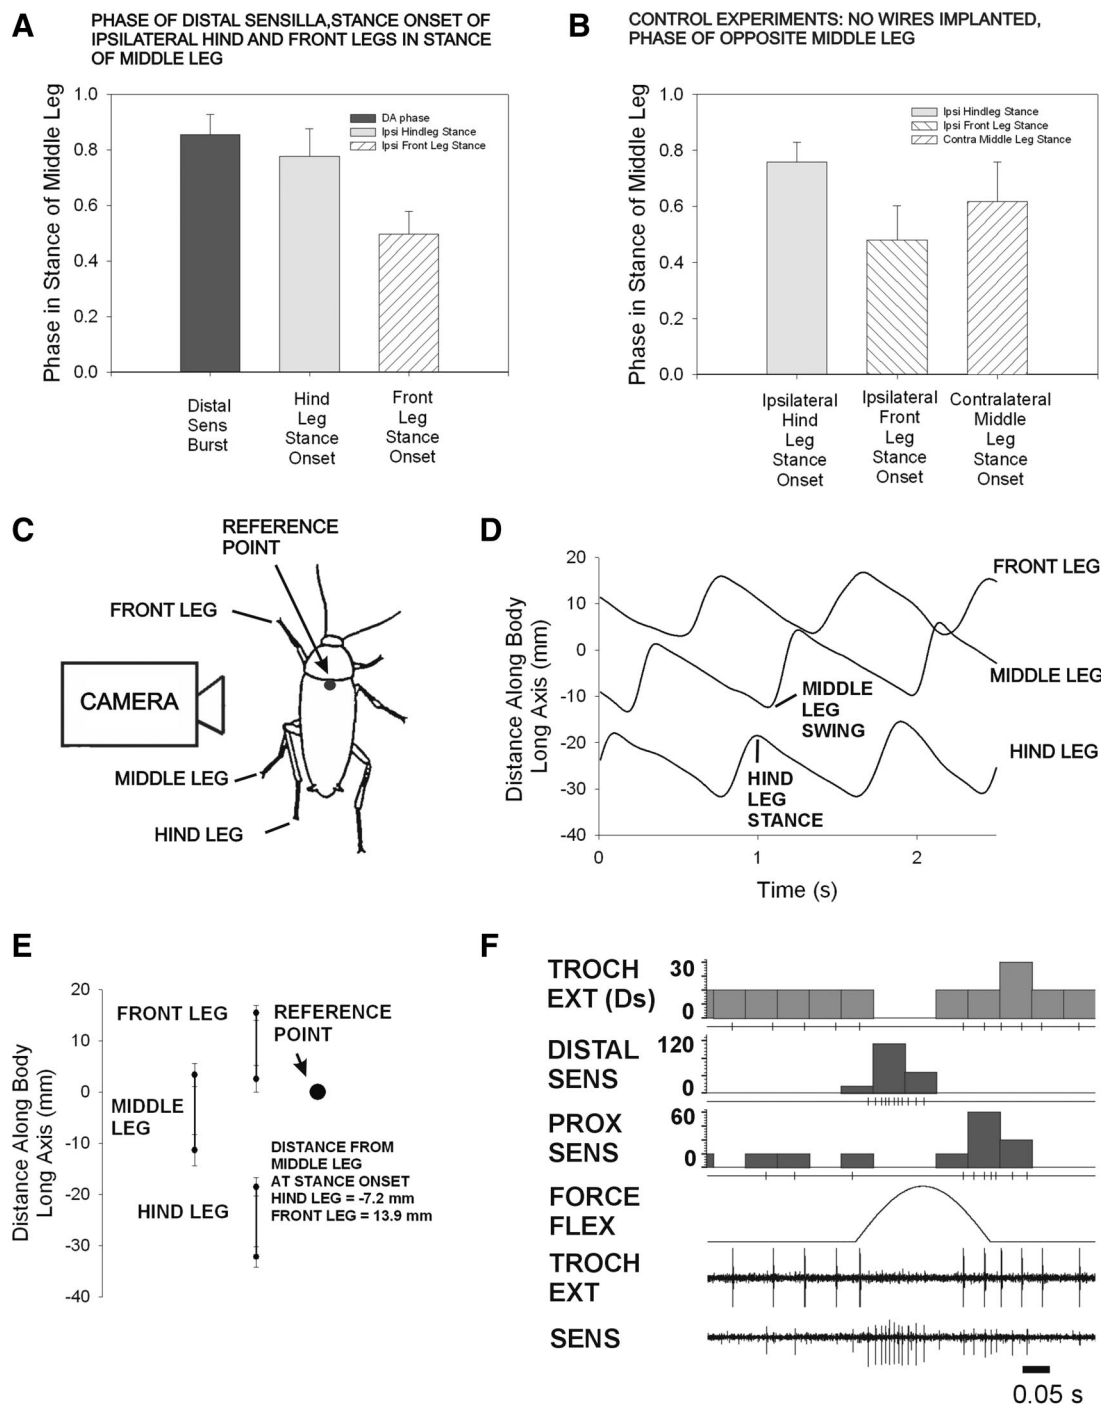 A
PHASE OF DISTAL SENSILLA,STANCE ONSET OF
IPSILATERAL HIND AND FRONT LEGS IN STANCE
OF MIDDLE LEG
Phase in Stance of Middle Leg
1.0
0.8
0.6
0.4
0.2
0.0
DA phase
Ipsi Hindleg Stance
Ipsi Front Leg Stance
Distal
Sens
Burst
Hind
Leg
Stance
Onset
Front
Leg
Stance
Onset
B
CONTROL EXPERIMENTS: NO WIRES IMPLANTED,
PHASE OF OPPOSITE MIDDLE LEG
Phase in Stance of Middle Leg
1.0
0.8
0.6
0.4
0.2
0.0
Ipsi Hindleg Stance
Ipsi Front Leg Stance
Contra Middle Leg Stance
Ipsilateral
Hind
Leg
Stance
Onset
Ipsilateral
Front
Leg
Stance
Onset
Contralateral
Middle
Leg
Stance
Onset
C
REFERENCE
POINT
FRONT LEG
CAMERA
MIDDLE LEG
HIND LEG
D
Distance Along Body
Long Axis (mm)
20
10
0
-10
-20
-30
-40
FRONT LEG
MIDDLE LEG
MIDDLE
LEG
SWING
HIND LEG
HIND
LEG
STANCE
0
1
2
Time (s)
E
Distance Along Body
Long Axis (mm)
20
10
0
-10
-20
-30
-40
FRONT LEG
REFERENCE
POINT
MIDDLE
LEG
DISTANCE FROM
MIDDLE LEG
AT STANCE ONSET
HIND LEG = -7.2 mm
FRONT LEG = 13.9 mm
HIND LEG
F
TROCH
EXT (Ds)
30
0
DISTAL
SENS
120
0
PROX
SENS
60
0
FORCE
FLEX
TROCH
EXT
SENS
0.05 s